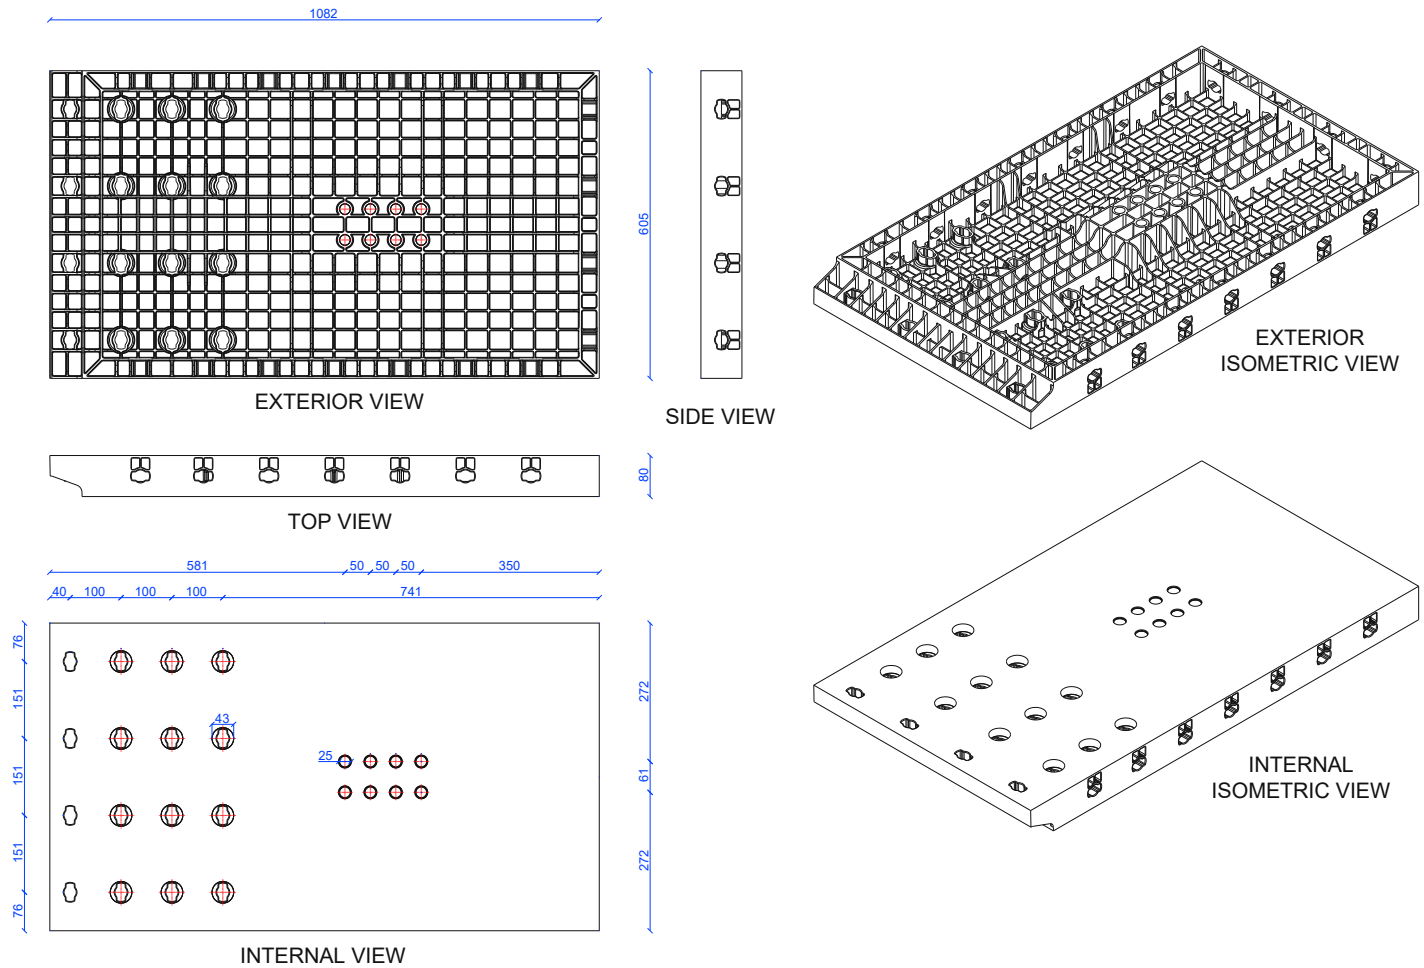 1082
605
EXTERIOR VIEW
SIDE VIEW
EXTERIOR
ISOMETRIC VIEW
80
TOP VIEW
581
50
50
50
350
40
100
100
100
741
76
151
151
151
76
43
25
272
61
272
INTERNAL VIEW
INTERNAL
ISOMETRIC VIEW